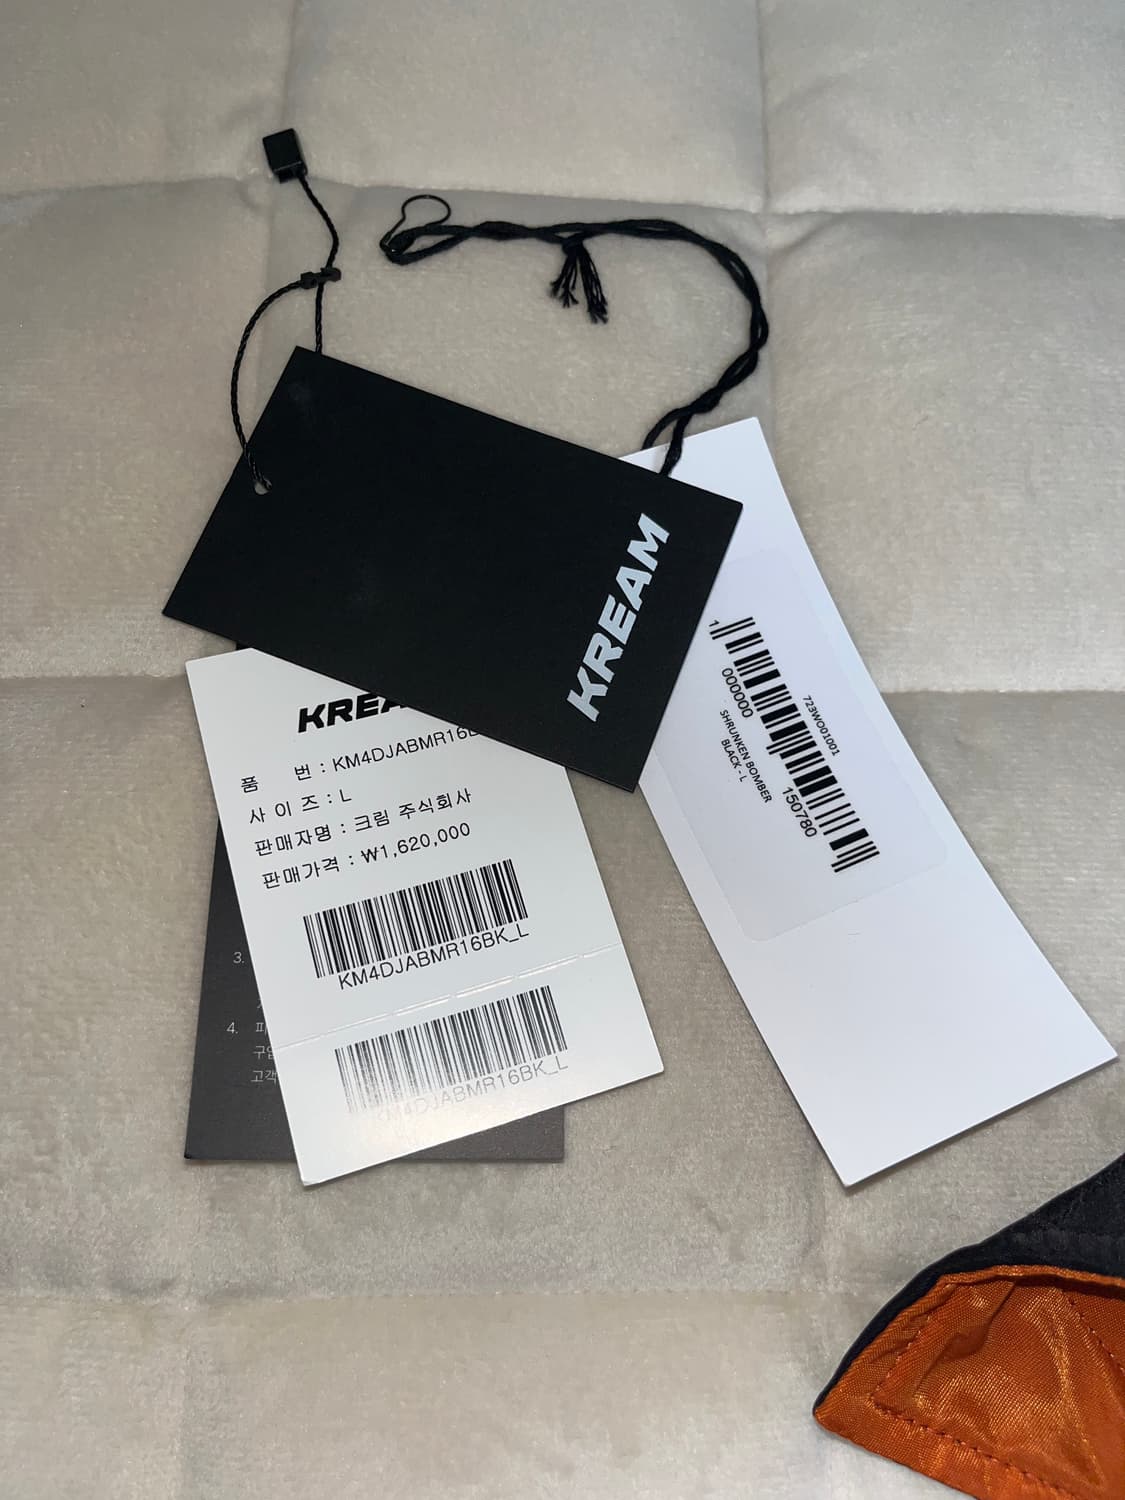 KREAM
KREA
품 번 : KM4DJABMR16B
사 이 즈 : L
판매자명 : 크림 주식회사
판매가격 : ₩1,620,000
KM4DJABMR16BK_L
KM4DJABMR16BK_L
3.
4.
구입
고객
723WO01001
1
000000 150780
SHRUNKEN BOMBER
BLACK - L